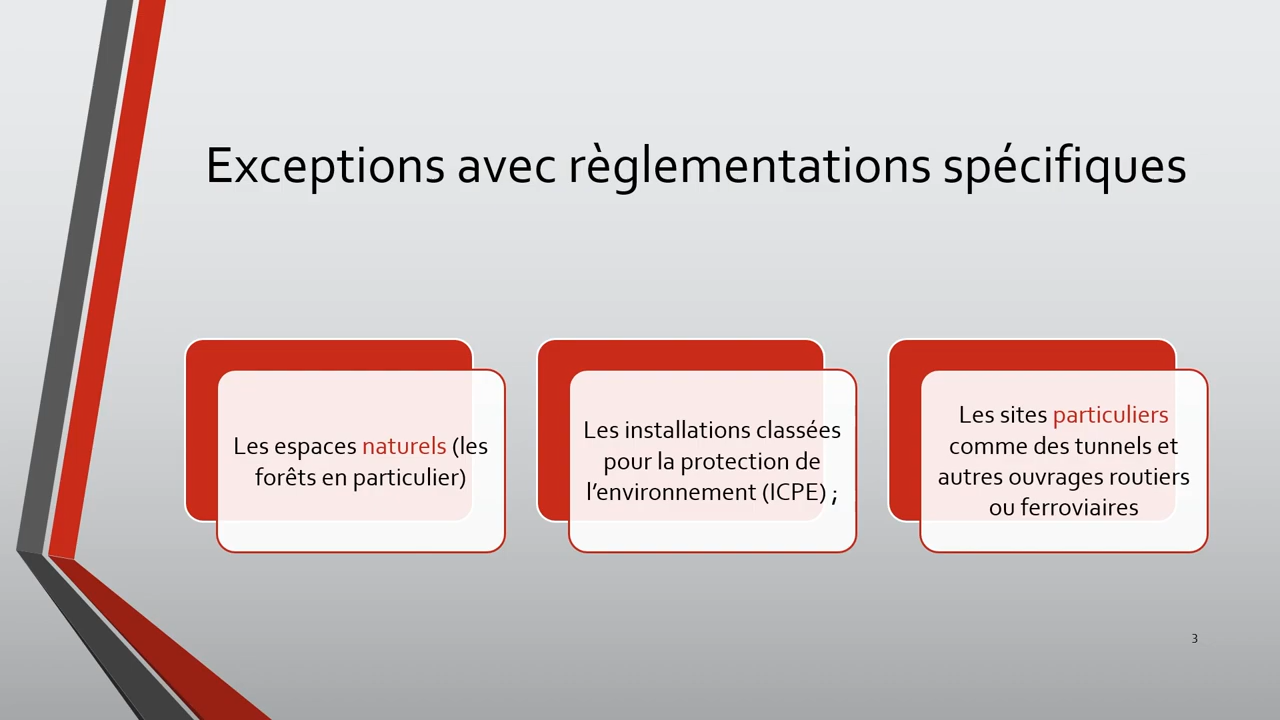 Exceptions avec règlementations spécifiques
Les espaces naturels (les
forêts en particulier)
Les installations classées
pour la protection de
l’environnement (ICPE) ;
Les sites particuliers
comme des tunnels et
autres ouvrages routiers
ou ferroviaires
3